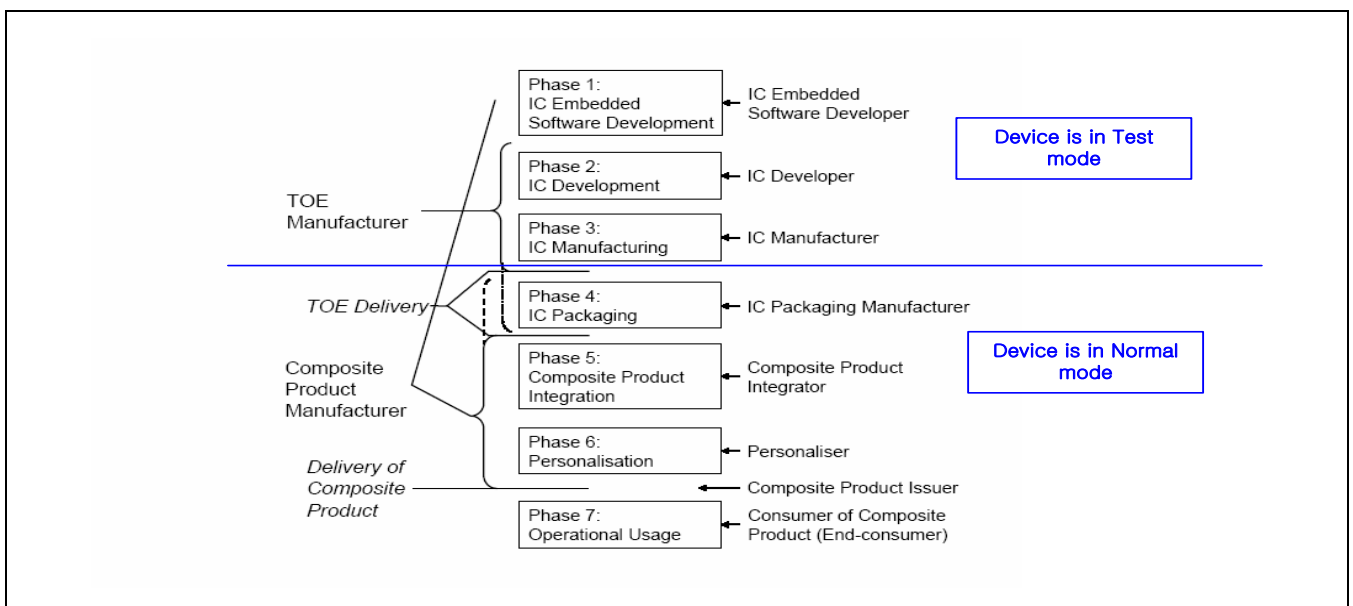 Phase 1:
IC Embedded
Software Development
IC Embedded
Software Developer
Device is in Test
mode
Phase 2:
IC Development
IC Developer
TOE
Manufacturer
Phase 3:
IC Manufacturing
IC Manufacturer
TOE Delivery
Phase 4:
IC Packaging
IC Packaging Manufacturer
Device is in Normal
mode
Composite
Product
Manufacturer
Phase 5:
Composite Product
Integration
Composite Product
Integrator
Phase 6:
Personalisation
Personaliser
Delivery of
Composite
Product
Composite Product Issuer
Phase 7:
Operational Usage
Consumer of Composite
Product (End-consumer)